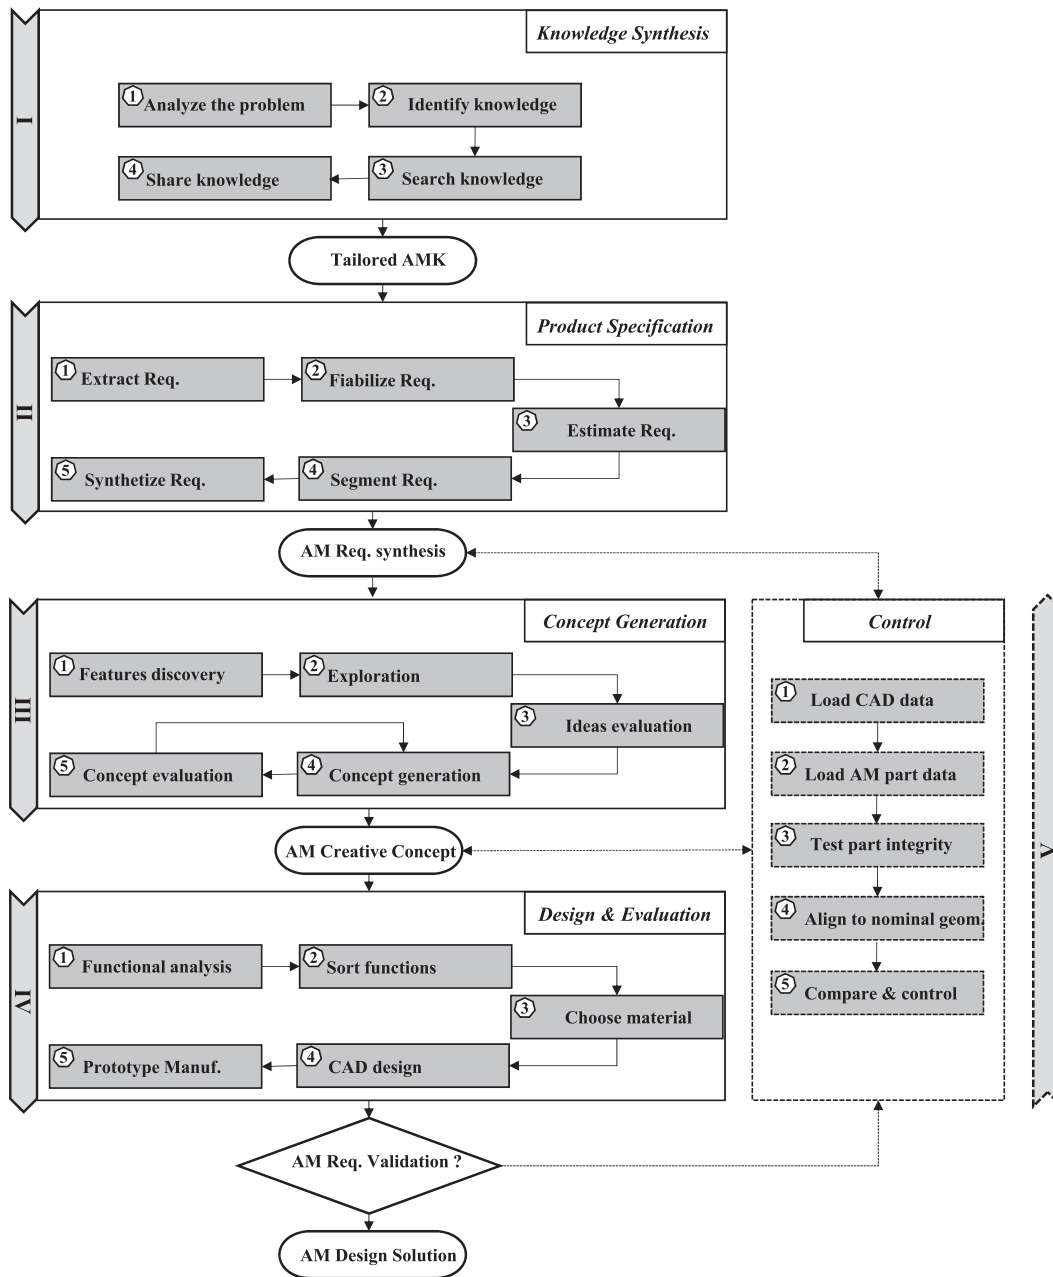 Knowledge Synthesis
I
1 Analyze the problem
2 Identify knowledge
4 Share knowledge
3 Search knowledge
Tailored AMK
Product Specification
II
1 Extract Req.
2 Fiabilize Req.
3 Estimate Req.
5 Synthetize Req.
4 Segment Req.
AM Req. synthesis
Concept Generation
III
1 Features discovery
2 Exploration
3 Ideas evaluation
5 Concept evaluation
4 Concept generation
AM Creative Concept
Control
V
1 Load CAD data
2 Load AM part data
3 Test part integrity
4 Align to nominal geom.
5 Compare & control
Design & Evaluation
IV
1 Functional analysis
2 Sort functions
3 Choose material
5 Prototype Manuf.
4 CAD design
AM Req. Validation ?
AM Design Solution